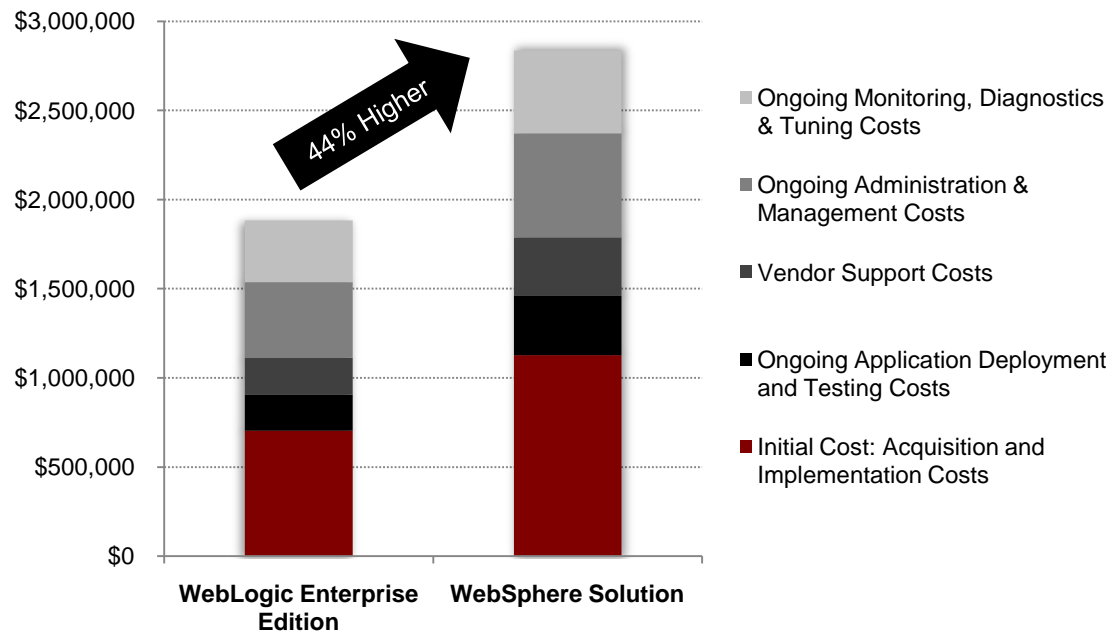 $3,000,000
$2,500,000
$2,000,000
$1,500,000
$1,000,000
$500,000
$0
44% Higher
WebLogic Enterprise
Edition
WebSphere Solution
Ongoing Monitoring, Diagnostics
& Tuning Costs
Ongoing Administration &
Management Costs
Vendor Support Costs
Ongoing Application Deployment
and Testing Costs
Initial Cost: Acquisition and
Implementation Costs